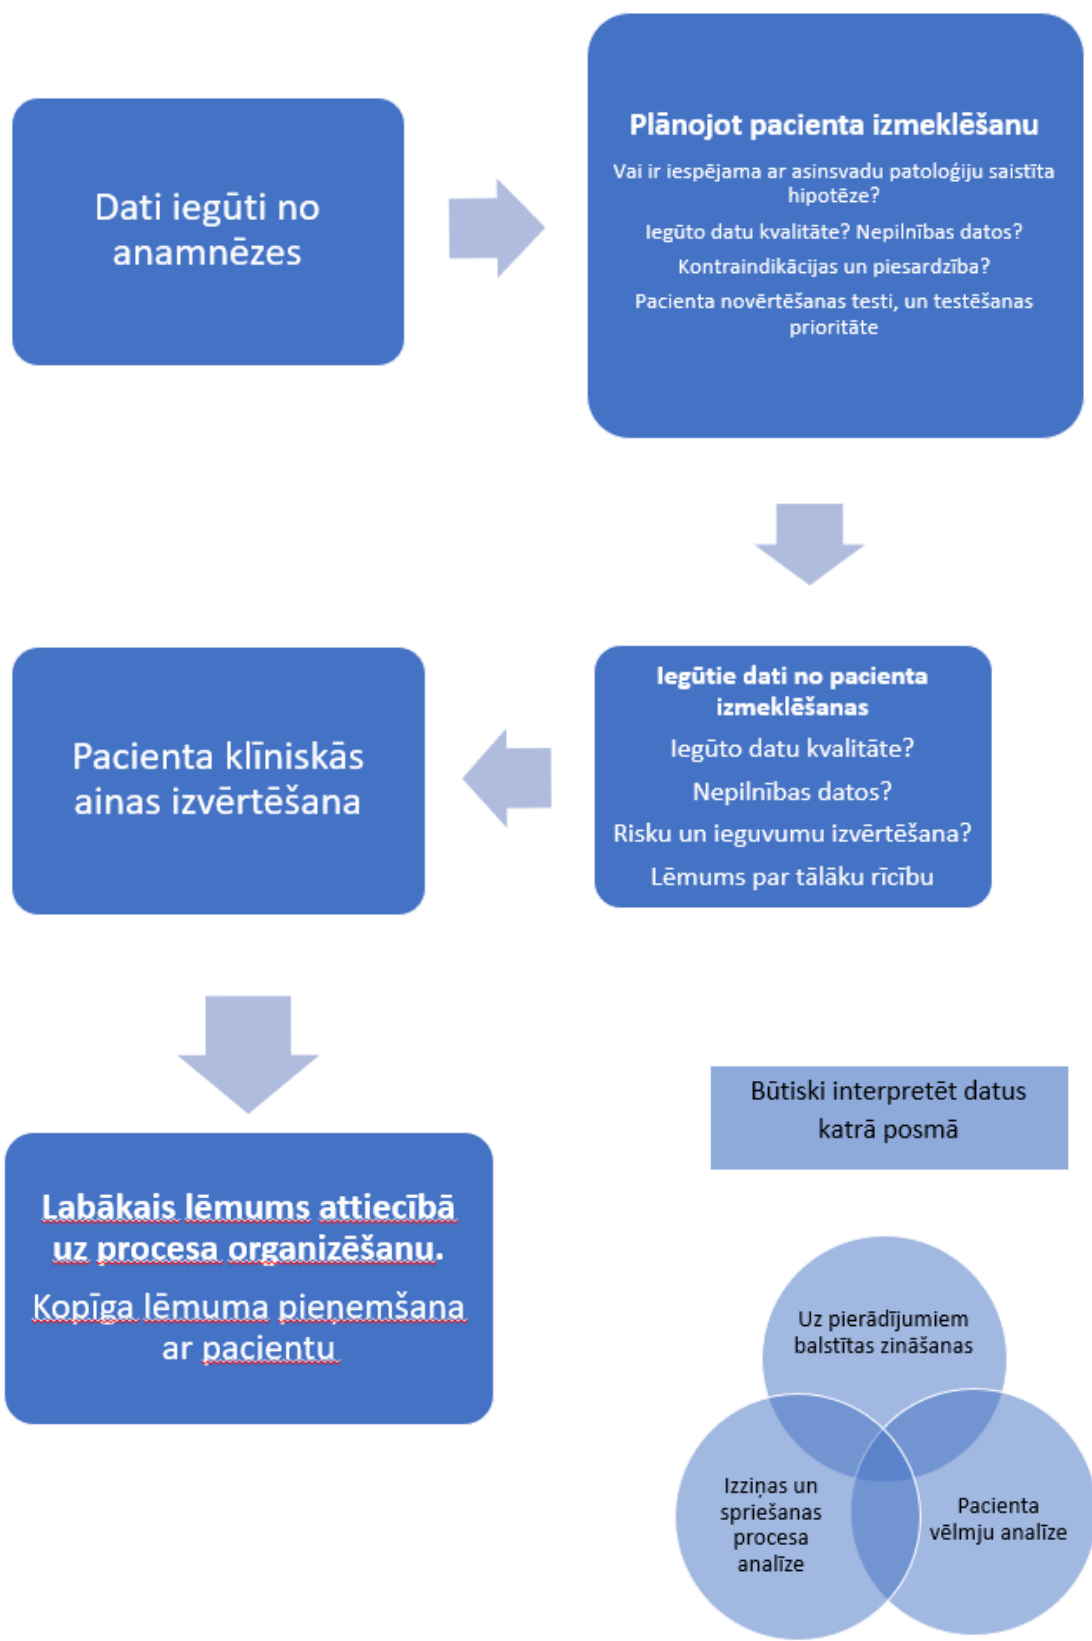 Dati iegūti no
anamnēzes
Plānojot pacienta izmeklēšanu
Vai ir iespējama ar asinsvadu patoloģiju saistīta
hipotēze?
Iegūto datu kvalitāte? Nepilnības datos?
Kontraindikācijas un piesardzība?
Pacienta novērtēšanas testi, un testēšanas
prioritāte
Iegūtie dati no pacienta
izmeklēšanas
Iegūto datu kvalitāte?
Nepilnības datos?
Risku un ieguvumu izvērtēšana?
Lēmums par tālāku rīcību
Pacienta klīniskās
ainas izvērtēšana
Labākais lēmums attiecībā
uz procesa organizēšanu.
Kopīga lēmuma pieņemšana
ar pacientu
Būtiski interpretēt datus
katrā posmā
Uz pierādījumiem
balstītas zināšanas
Izziņas un
spriešanas
procesa
analīze
Pacienta
vēlmju analīze